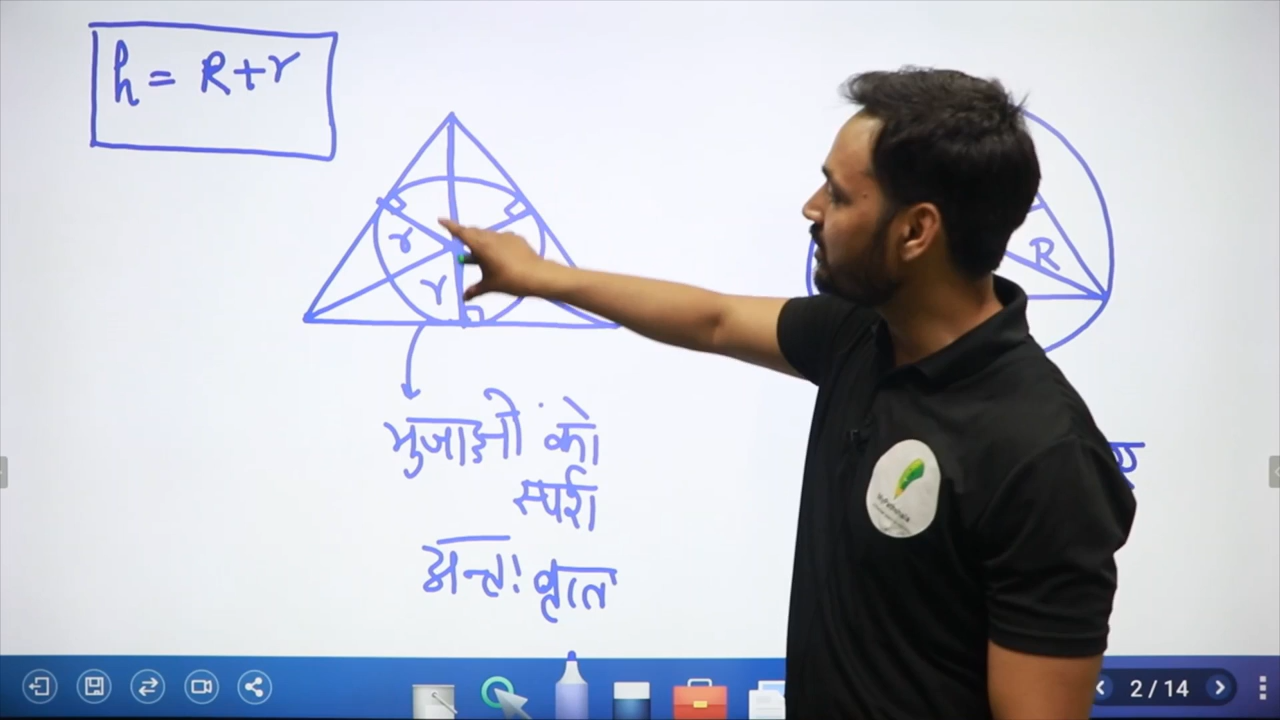 h = R+r
r
r
R
भुजाओं को
स्पर्श
अन्तः वृात
2 / 14